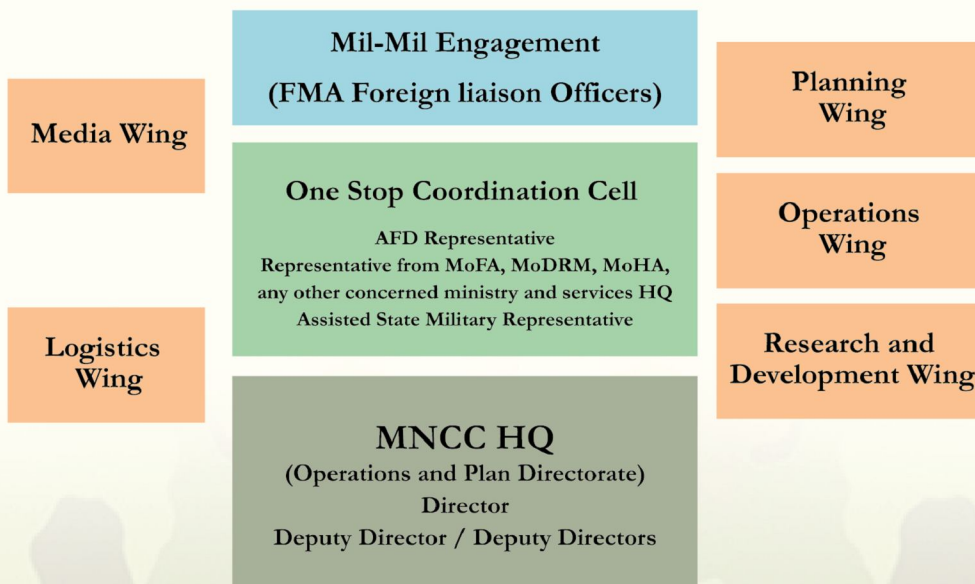 Mil-Mil Engagement
(FMA Foreign liaison Officers)
Media Wing
Planning
Wing
One Stop Coordination Cell
AFD Representative
Representative from MoFA, MoDRM, MoHA,
any other concerned ministry and services HQ
Assisted State Military Representative
Operations
Wing
Logistics
Wing
Research and
Development Wing
MNCC HQ
(Operations and Plan Directorate)
Director
Deputy Director / Deputy Directors